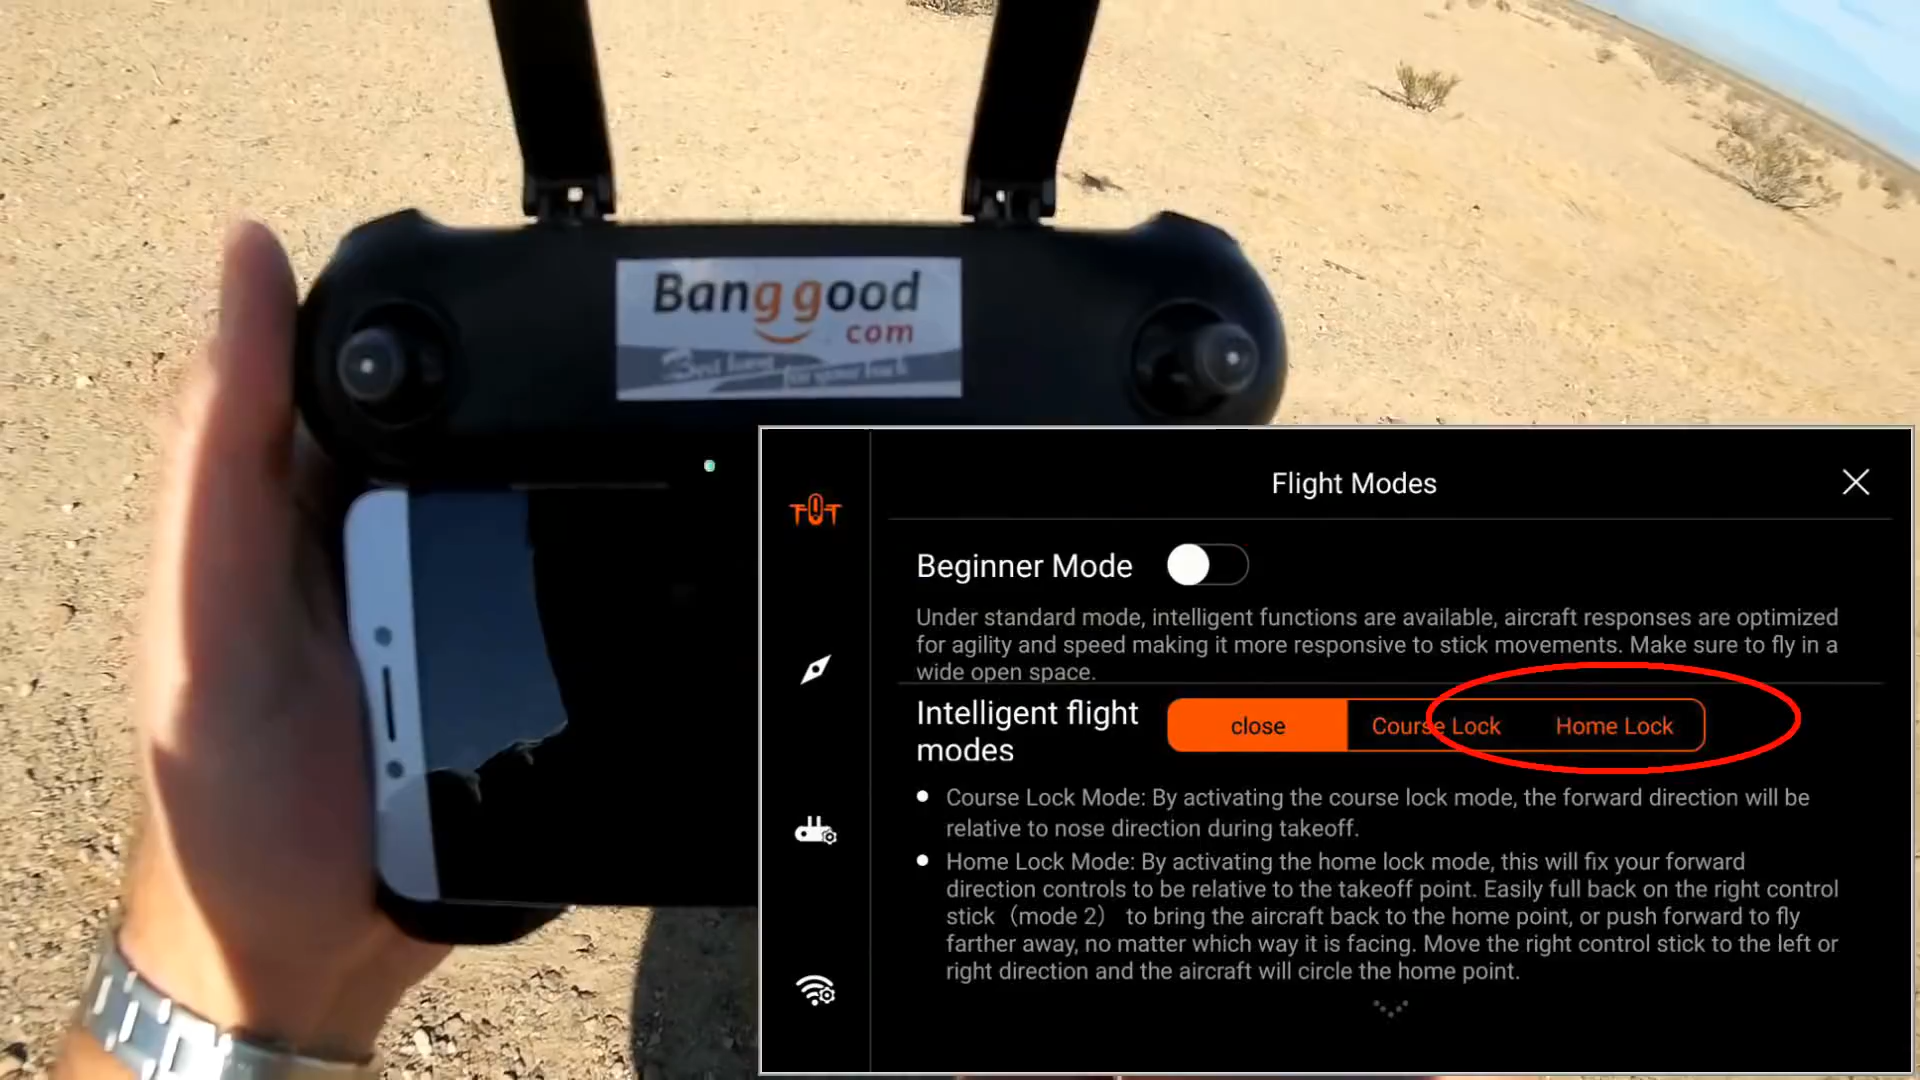 Banggood
.com
Best bang for your buck
Flight Modes
Beginner Mode
Under standard mode, intelligent functions are available, aircraft responses are optimized
for agility and speed making it more responsive to stick movements. Make sure to fly in a
wide open space.
Intelligent flight
modes
close Course Lock Home Lock
Course Lock Mode: By activating the course lock mode, the forward direction will be
relative to nose direction during takeoff.
Home Lock Mode: By activating the home lock mode, this will fix your forward
direction controls to be relative to the takeoff point. Easily full back on the right control
stick（mode 2） to bring the aircraft back to the home point, or push forward to fly
farther away, no matter which way it is facing. Move the right control stick to the left or
right direction and the aircraft will circle the home point.